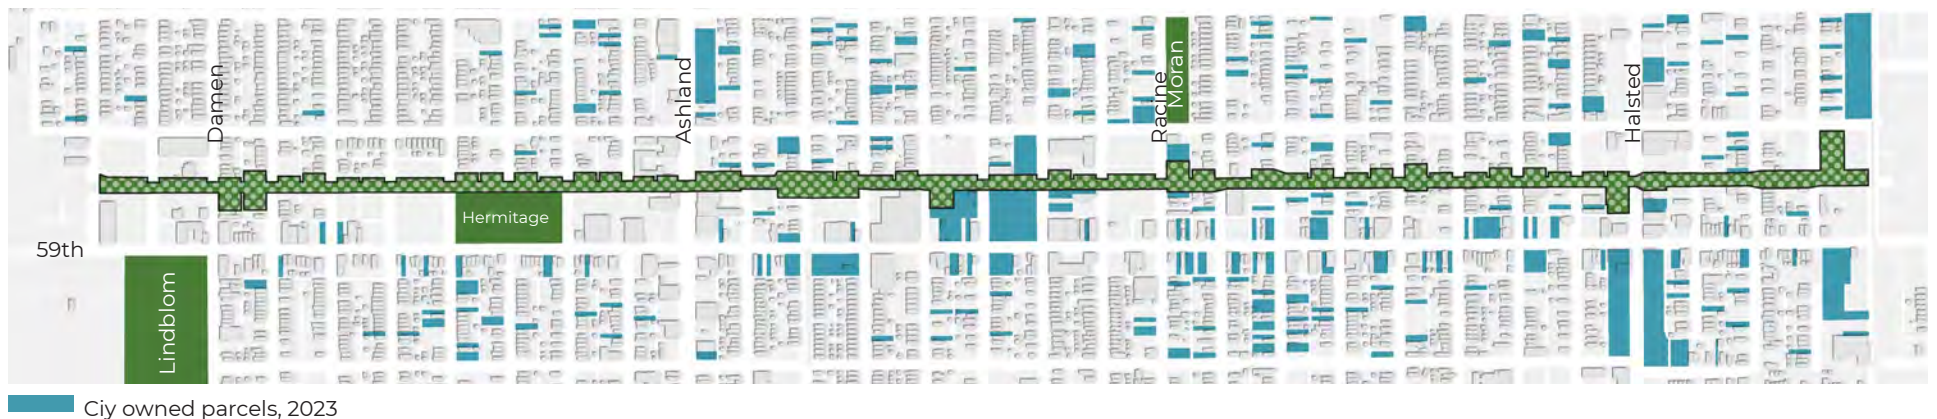 Damen
Ashland
Racine
Moran
Halsted
Hermitage
59th
Lindblom
Ciy owned parcels, 2023